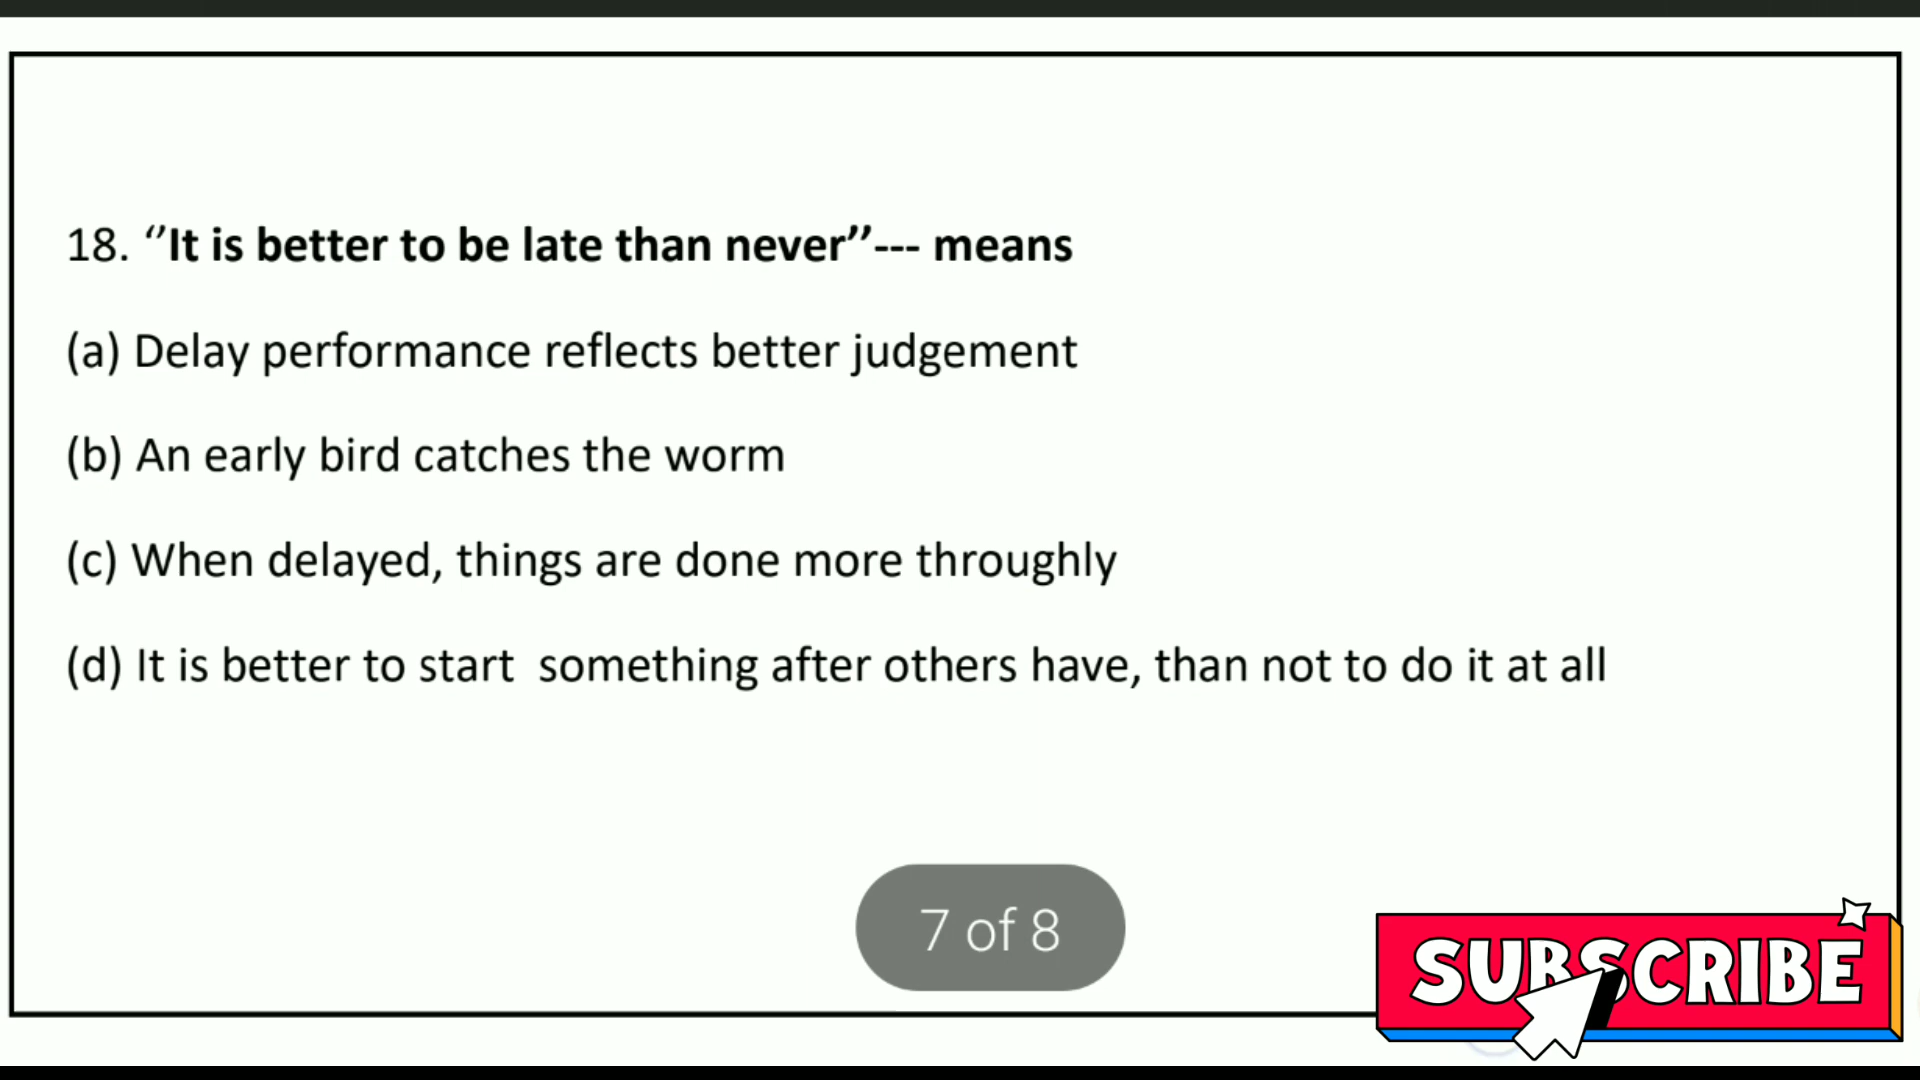 18. ‘’It is better to be late than never’’--- means
(a) Delay performance reflects better judgement
(b) An early bird catches the worm
(c) When delayed, things are done more throughly
(d) It is better to start  something after others have, than not to do it at all
7 of 8
SUBSCRIBE